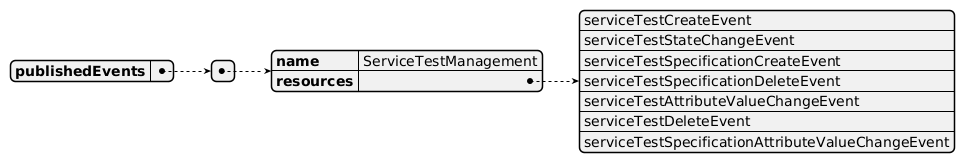 publishedEvents
name ServiceTestManagement
resources
serviceTestCreateEvent
serviceTestStateChangeEvent
serviceTestSpecificationCreateEvent
serviceTestSpecificationDeleteEvent
serviceTestAttributeValueChangeEvent
serviceTestDeleteEvent
serviceTestSpecificationAttributeValueChangeEvent